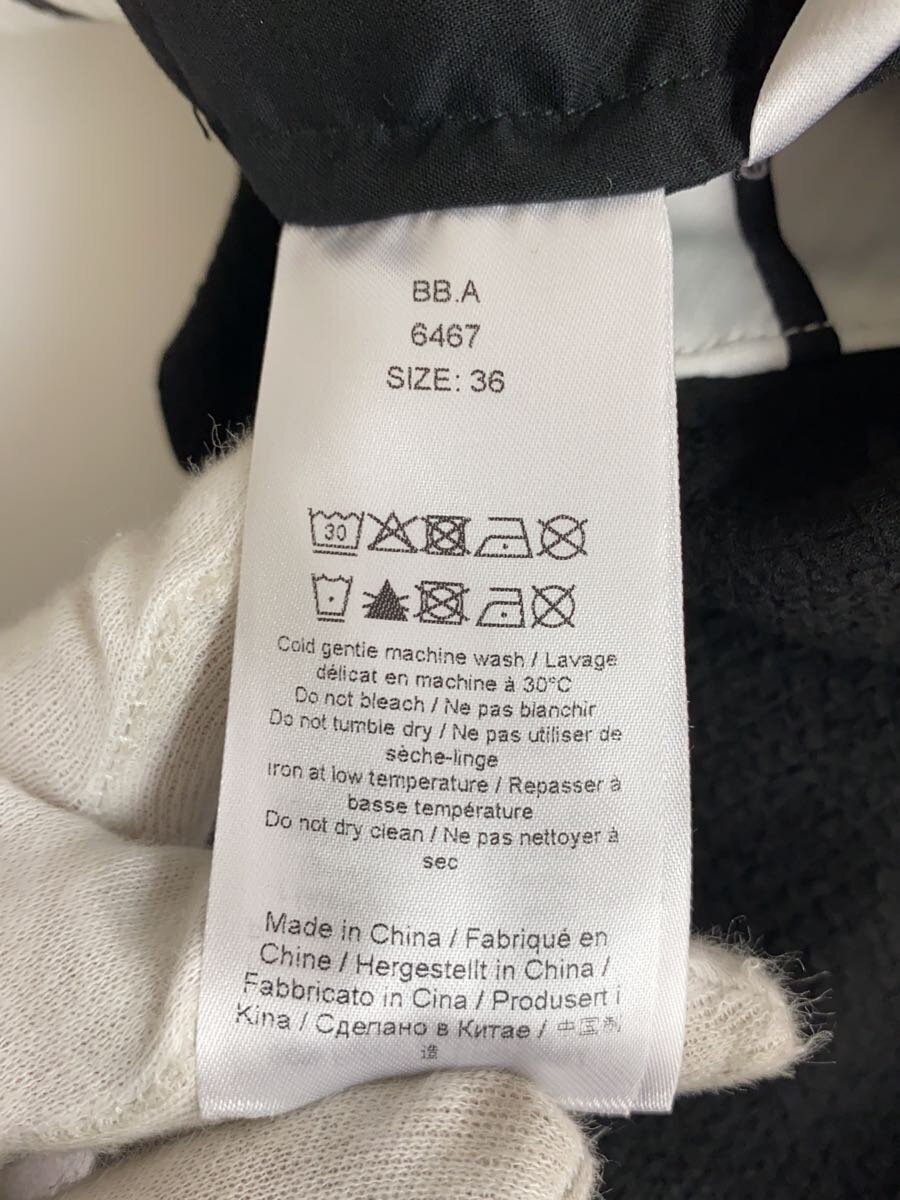 BB.A
6467
SIZE: 36
30
Cold gentie machine wash / Lavage
délicat en machine à 30°C
Do not bleach / Ne pas blanchir
Do not tumble dry / Ne pas utiliser de
sèche-linge
Iron at low temperature / Repasser à
basse température
Do not dry clean / Ne pas nettoyer à
sec
Made in China / Fabriqué en
Chine / Hergestellt in China /
Fabbricato in Cina / Produsert i
Kina / Сделано в Китае / 中国制
造